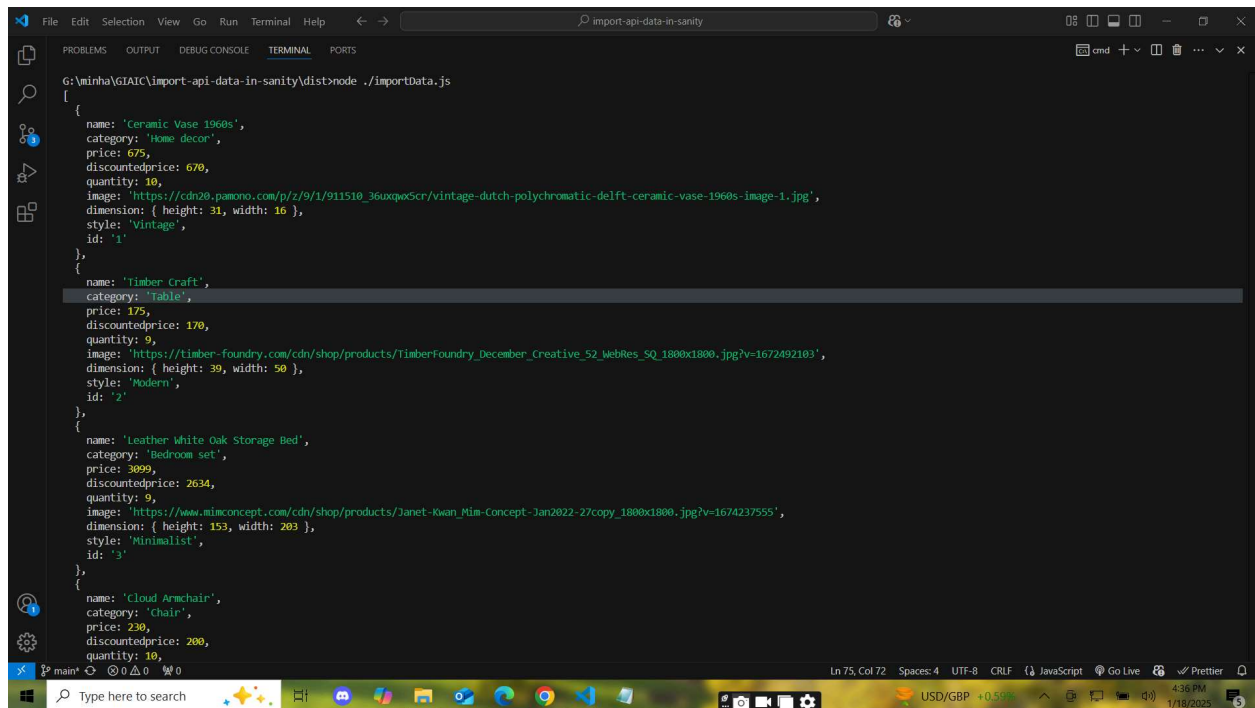 File Edit Selection View Go Run Terminal Help
import-api-data-in-sanity
PROBLEMS OUTPUT DEBUG CONSOLE TERMINAL PORTS
cmd
G:\minha\GIAIC\import-api-data-in-sanity\dist>node ./importData.js
[
{
name: 'Ceramic Vase 1960s',
category: 'Home decor',
price: 675,
discountedprice: 670,
quantity: 10,
image: 'https://cdn20.pamono.com/p/z/9/1/911510_36uxqwx5cr/vintage-dutch-polychromatic-delft-ceramic-vase-1960s-image-1.jpg',
dimension: { height: 31, width: 16 },
style: 'Vintage',
id: '1'
},
{
name: 'Timber Craft',
category: 'Table',
price: 175,
discountedprice: 170,
quantity: 9,
image: 'https://timber-foundry.com/cdn/shop/products/TimberFoundry_December_Creative_52_WebRes_SQ_1800x1800.jpg?v=1672492103',
dimension: { height: 39, width: 50 },
style: 'Modern',
id: '2'
},
{
name: 'Leather White Oak Storage Bed',
category: 'Bedroom set',
price: 3099,
discountedprice: 2634,
quantity: 9,
image: 'https://www.mimconcept.com/cdn/shop/products/Janet-Kwan_Mim-Concept-Jan2022-27copy_1800x1800.jpg?v=1674237555',
dimension: { height: 153, width: 203 },
style: 'Minimalist',
id: '3'
},
{
name: 'Cloud Armchair',
category: 'Chair',
price: 230,
discountedprice: 200,
quantity: 10,
main* 0 0 0 Ln 75, Col 72 Spaces: 4 UTF-8 CRLF JavaScript Go Live Prettier
Type here to search USD/GBP +0.59% 4:36 PM
1/18/2025